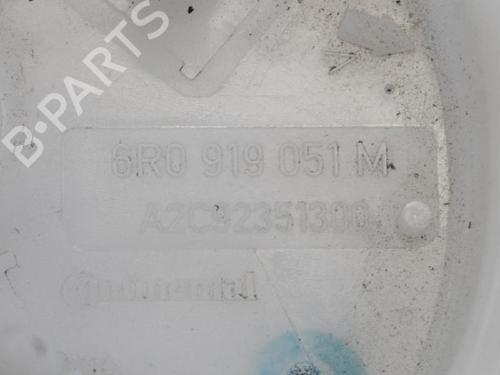 B-PARTS
6R0 919 051 M
A2C92351300
Continental